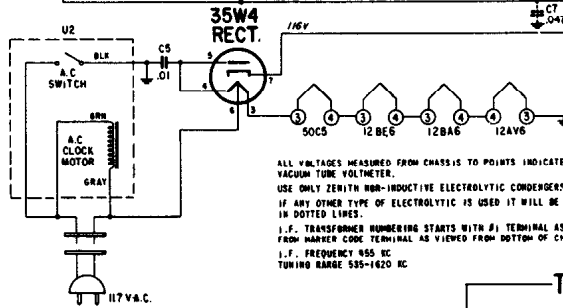 35W4
RECT.
116V
C7
.047
U2
BLK
C5
.01
5
7
4
6
3
A.C
SWITCH
GRN
A.C.
CLOCK
MOTOR
GRAY
3 4 3 4 3 4 3 4
50C5 12BE6 12BA6 12AV6
ALL VOLTAGES MEASURED FROM CHASSIS TO POINTS INDICATE
VACUUM TUBE VOLTMETER.
USE ONLY ZENITH NON-INDUCTIVE ELECTROLYTIC CONDENSERS
IF ANY OTHER TYPE OF ELECTROLYTIC IS USED IT WILL BE
IN DOTTED LINES.
I.F. TRANSFORMER NUMBERING STARTS WITH #1 TERMINAL AS
FROM MARKER CODE TERMINAL AS VIEWED FROM BOTTOM OF CH
I.F. FREQUENCY 455 KC
TUNING RANGE 535-1620 KC
117 V.A.C.
T